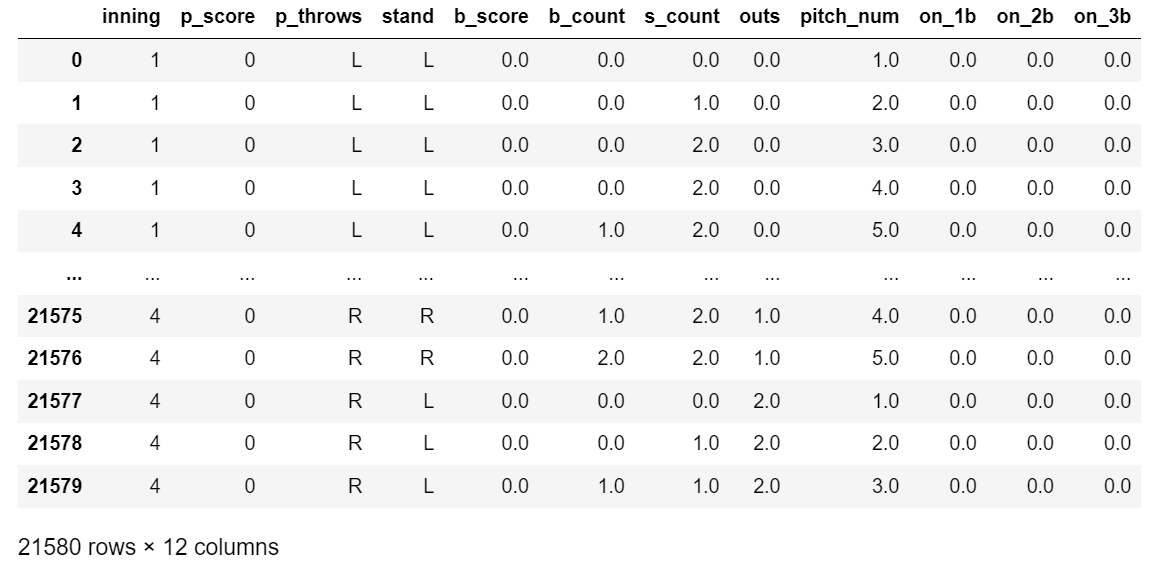 inning p_score p_throws stand b_score b_count s_count outs pitch_num on_1b on_2b on_3b
0 1 0 L L 0.0 0.0 0.0 0.0 1.0 0.0 0.0 0.0
1 1 0 L L 0.0 0.0 1.0 0.0 2.0 0.0 0.0 0.0
2 1 0 L L 0.0 0.0 2.0 0.0 3.0 0.0 0.0 0.0
3 1 0 L L 0.0 0.0 2.0 0.0 4.0 0.0 0.0 0.0
4 1 0 L L 0.0 1.0 2.0 0.0 5.0 0.0 0.0 0.0
... ... ... ... ... ... ... ... ... ... ... ... ...
21575 4 0 R R 0.0 1.0 2.0 1.0 4.0 0.0 0.0 0.0
21576 4 0 R R 0.0 2.0 2.0 1.0 5.0 0.0 0.0 0.0
21577 4 0 R L 0.0 0.0 0.0 2.0 1.0 0.0 0.0 0.0
21578 4 0 R L 0.0 0.0 1.0 2.0 2.0 0.0 0.0 0.0
21579 4 0 R L 0.0 1.0 1.0 2.0 3.0 0.0 0.0 0.0
21580 rows × 12 columns